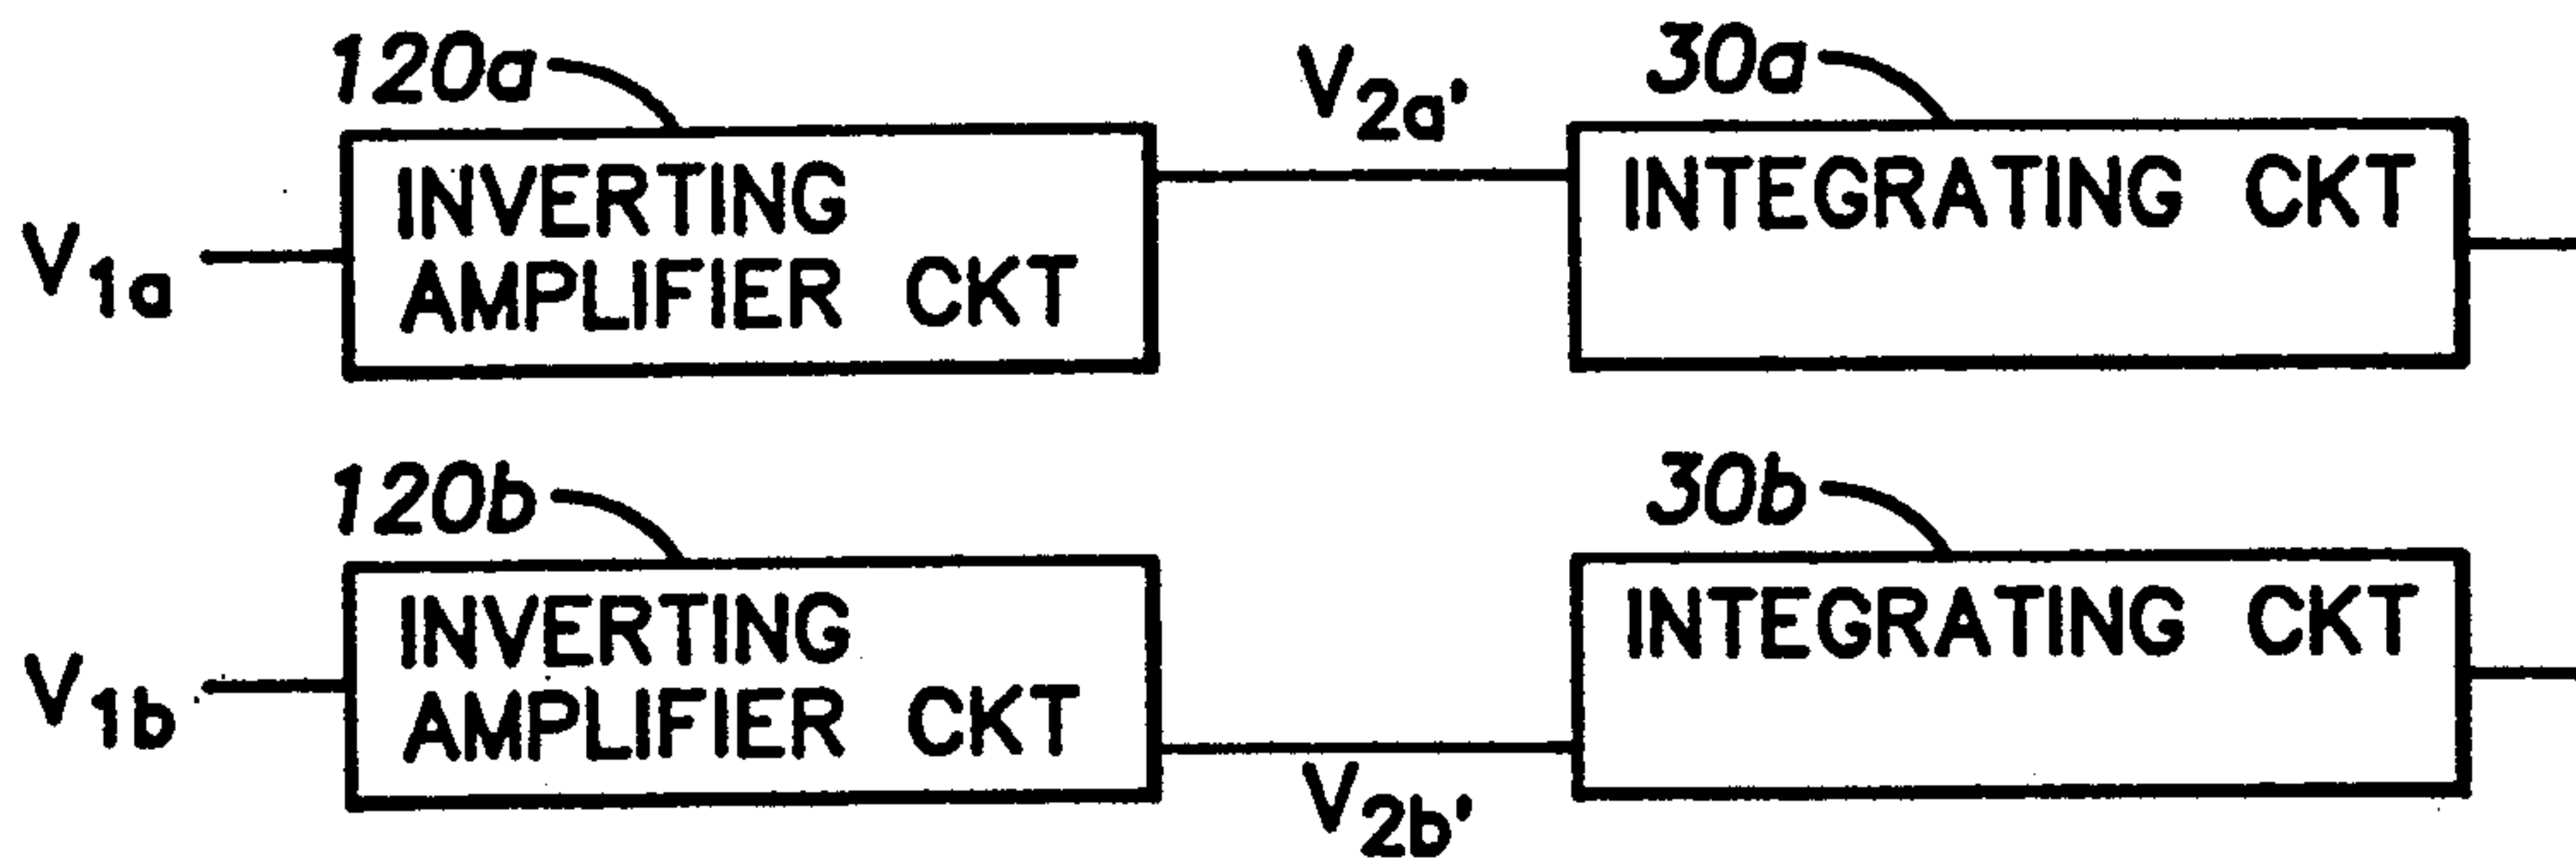 120a
V2a'
30a
INVERTING
AMPLIFIER CKT
INTEGRATING CKT
V1a
120b
30b
INVERTING
AMPLIFIER CKT
INTEGRATING CKT
V1b
V2b'